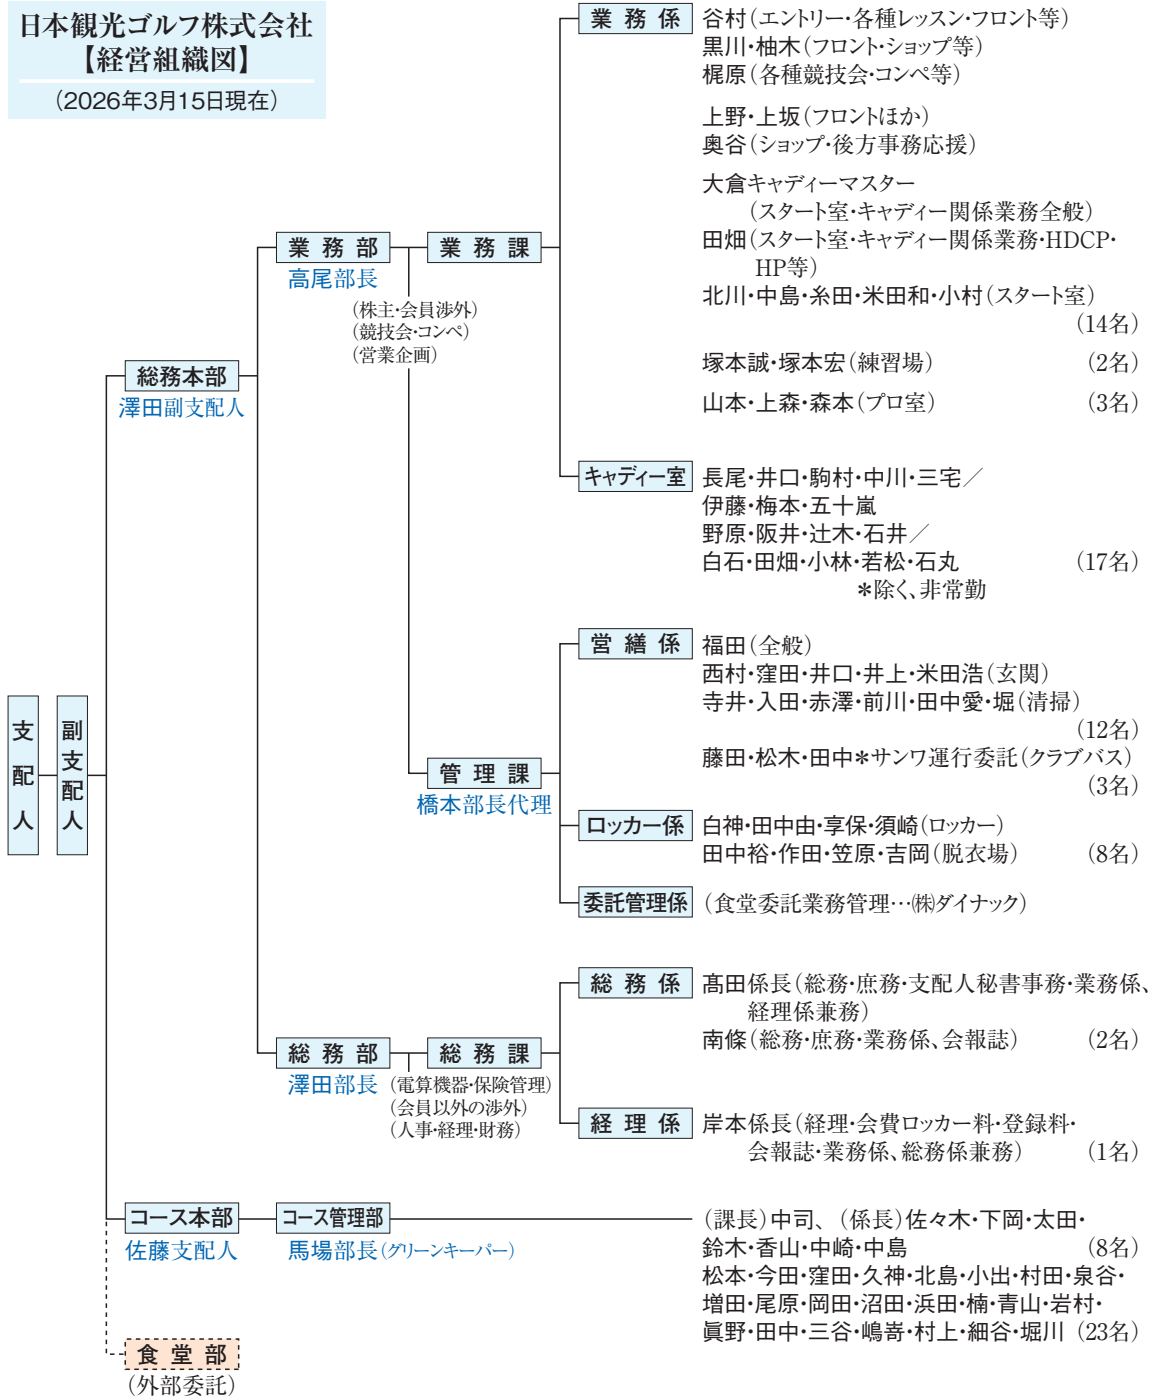 日本観光ゴルフ株式会社
【経営組織図】
（2026年3月15日現在）
支配人
副支配人
総務本部
澤田副支配人
業務部
高尾部長
（株主・会員渉外）
（競技会・コンペ）
（営業企画）
業務課
業務係
谷村（エントリー・各種レッスン・フロント等）
黒川・柚木（フロント・ショップ等）
梶原（各種競技会・コンペ等）
上野・上坂（フロントほか）
奥谷（ショップ・後方事務応援）
大倉キャディーマスター
（スタート室・キャディー関係業務全般）
田畑（スタート室・キャディー関係業務・HDCP・
HP等）
北川・中島・糸田・米田和・小村（スタート室）
（14名）
塚本誠・塚本宏（練習場）　（2名）
山本・上森・森本（プロ室）　（3名）
キャディー室
長尾・井口・駒村・中川・三宅／
伊藤・梅本・五十嵐
野原・阪井・辻木・石井／
白石・田畑・小林・若松・石丸　（17名）
＊除く、非常勤
管理課
橋本部長代理
営繕係
福田（全般）
西村・窪田・井口・井上・米田浩（玄関）
寺井・入田・赤澤・前川・田中愛・堀（清掃）
（12名）
藤田・松木・田中＊サンワ運行委託（クラブバス）
（3名）
ロッカー係
白神・田中由・享保・須崎（ロッカー）
田中裕・作田・笠原・吉岡（脱衣場）　（8名）
委託管理係
（食堂委託業務管理…㈱ダイナック）
総務部
澤田部長
総務課
（電算機器・保険管理）
（会員以外の渉外）
（人事・経理・財務）
総務係
髙田係長（総務・庶務・支配人秘書事務・業務係、
経理係兼務）
南條（総務・庶務・業務係、会報誌）　（2名）
経理係
岸本係長（経理・会費ロッカー料・登録料・
会報誌・業務係、総務係兼務）　（1名）
コース本部
佐藤支配人
コース管理部
馬場部長（グリーンキーパー）
（課長）中司、（係長）佐々木・下岡・太田・
鈴木・香山・中崎・中島　（8名）
松本・今田・窪田・久神・北島・小出・村田・泉谷・
増田・尾原・岡田・沼田・浜田・楠・青山・岩村・
眞野・田中・三谷・嶋嵜・村上・細谷・堀川（23名）
食堂部
（外部委託）